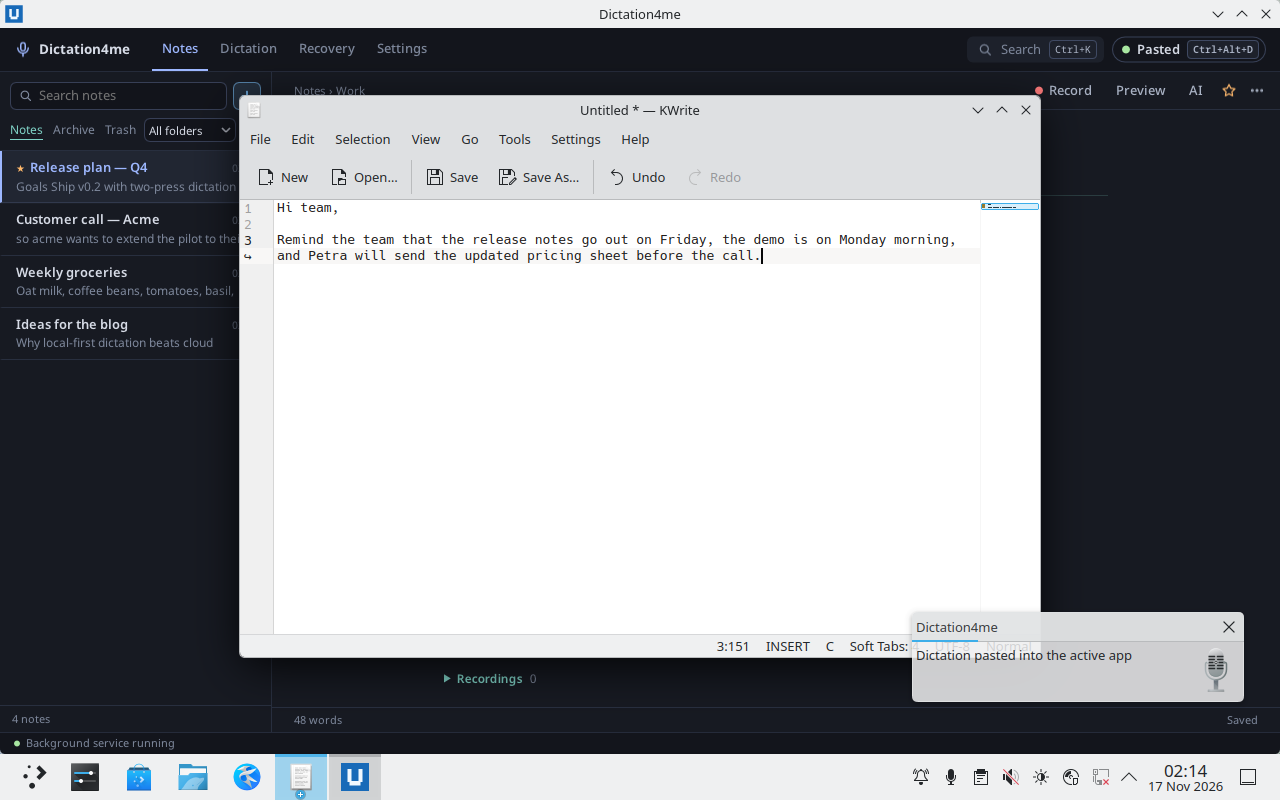 Dictation4me
Dictation4me
Notes
Dictation
Recovery
Settings
Search Ctrl+K
Pasted Ctrl+Alt+D
Search notes
Notes › Work
Record
Preview
AI
Notes Archive Trash All folders
★ Release plan — Q4
Goals Ship v0.2 with two-press dictation
Customer call — Acme
so acme wants to extend the pilot to
Weekly groceries
Oat milk, coffee beans, tomatoes, basil,
Ideas for the blog
Why local-first dictation beats cloud
4 notes
Background service running
Untitled * — KWrite
File Edit Selection View Go Tools Settings Help
New Open... Save Save As... Undo Redo
1 Hi team,
2
3 Remind the team that the release notes go out on Friday, the demo is on Monday morning,
and Petra will send the updated pricing sheet before the call.
3:151 INSERT C Soft Tabs: 4 UTF-8 Normal
Dictation4me
Dictation pasted into the active app
Recordings 0
48 words
Saved
02:14
17 Nov 2026